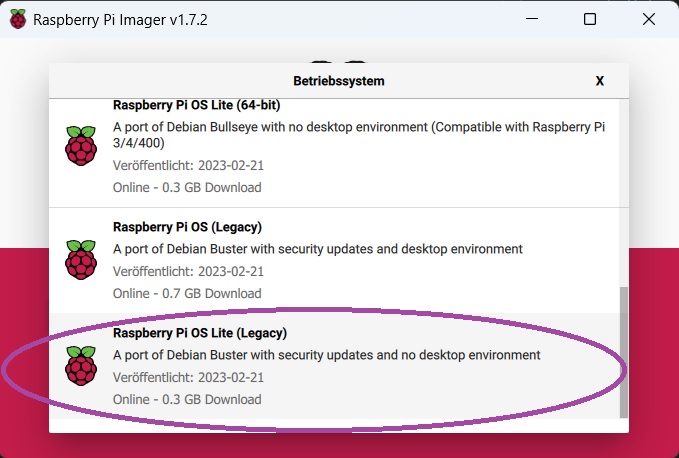 Raspberry Pi Imager v1.7.2
Betriebssystem
X
Raspberry Pi OS Lite (64-bit)
A port of Debian Bullseye with no desktop environment (Compatible with Raspberry Pi
3/4/400)
Veröffentlicht: 2023-02-21
Online - 0.3 GB Download
Raspberry Pi OS (Legacy)
A port of Debian Buster with security updates and desktop environment
Veröffentlicht: 2023-02-21
Online - 0.7 GB Download
Raspberry Pi OS Lite (Legacy)
A port of Debian Buster with security updates and no desktop environment
Veröffentlicht: 2023-02-21
Online - 0.3 GB Download